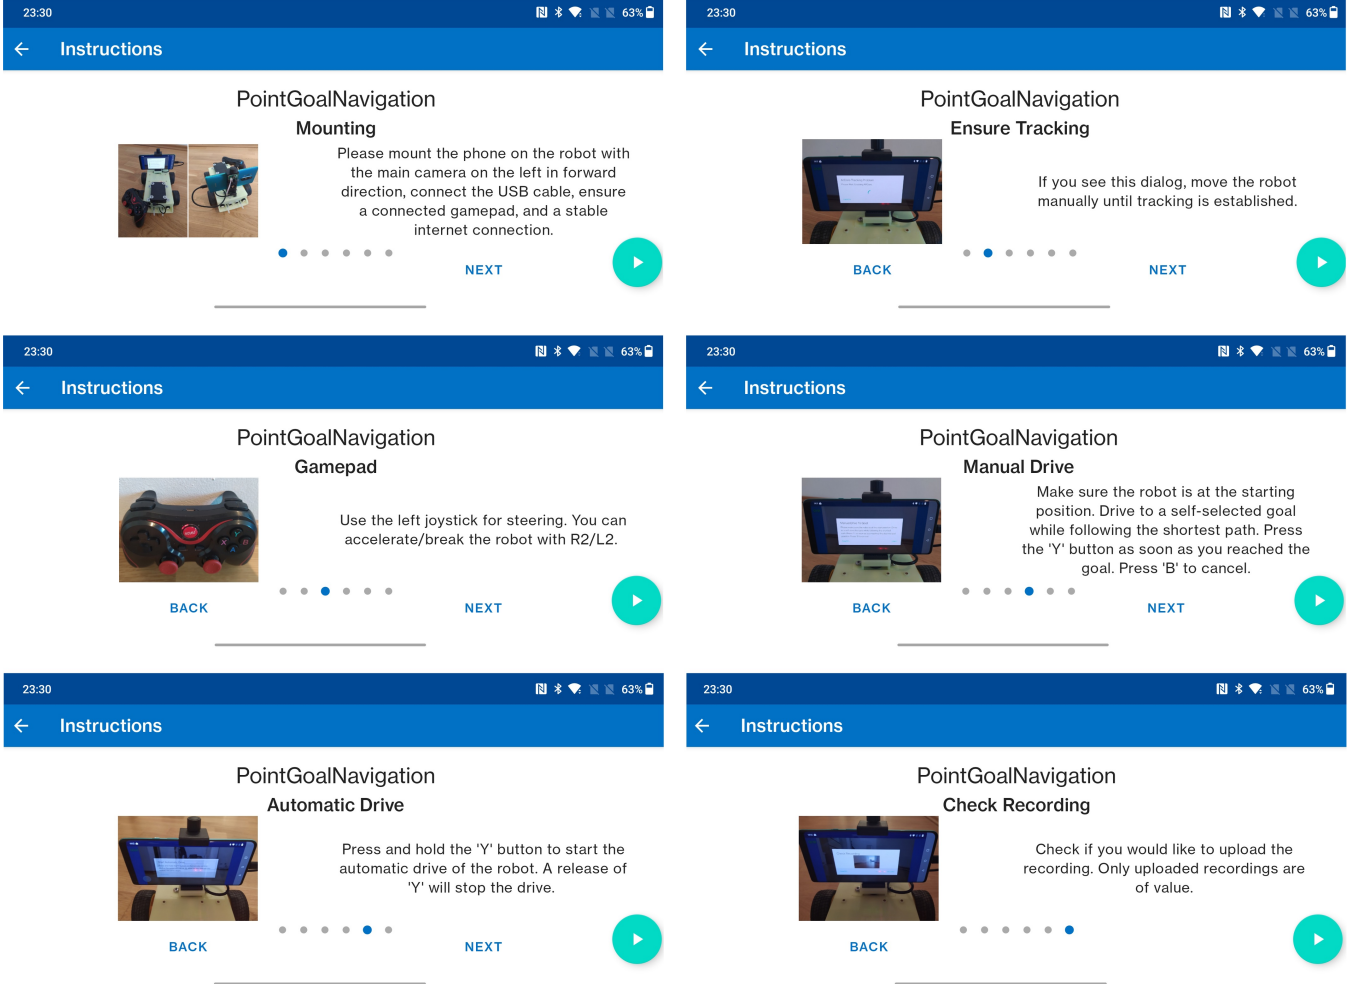 23:30
63%
Instructions
PointGoalNavigation
Mounting
Please mount the phone on the robot with
the main camera on the left in forward
direction, connect the USB cable, ensure
a connected gamepad, and a stable
internet connection.
NEXT
23:30
63%
Instructions
PointGoalNavigation
Ensure Tracking
If you see this dialog, move the robot
manually until tracking is established.
BACK
NEXT
23:30
63%
Instructions
PointGoalNavigation
Gamepad
Use the left joystick for steering. You can
accelerate/break the robot with R2/L2.
BACK
NEXT
23:30
63%
Instructions
PointGoalNavigation
Manual Drive
Make sure the robot is at the starting
position. Drive to a self-selected goal
while following the shortest path. Press
the 'Y' button as soon as you reached the
goal. Press 'B' to cancel.
BACK
NEXT
23:30
63%
Instructions
PointGoalNavigation
Automatic Drive
Press and hold the 'Y' button to start the
automatic drive of the robot. A release of
'Y' will stop the drive.
BACK
NEXT
23:30
63%
Instructions
PointGoalNavigation
Check Recording
Check if you would like to upload the
recording. Only uploaded recordings are
of value.
BACK